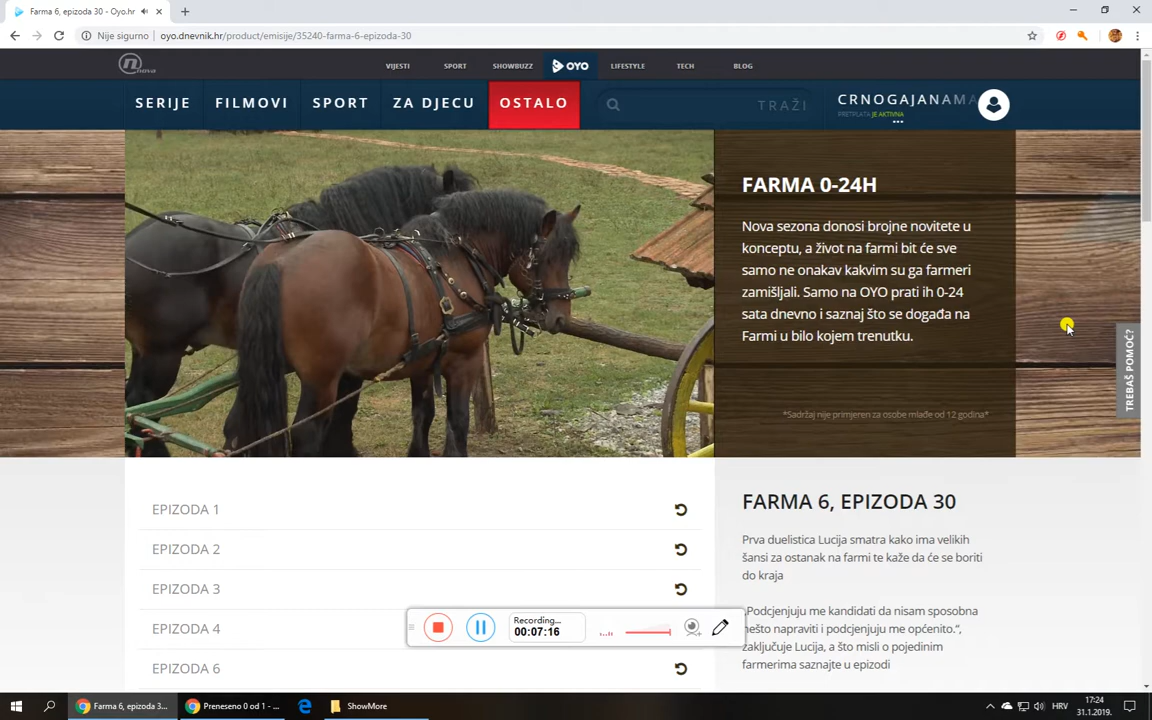 Farma 6, epizoda 30 - Oyo.hr
Nije sigurno
oyo.dnevnik.hr/product/emisije/35240-farma-6-epizoda-30
nova
VIJESTI SPORT SHOWBUZZ OYO LIFESTYLE TECH BLOG
SERIJE FILMOVI SPORT ZA DJECU OSTALO TRAŽI CRNOGAJANAMA
PRETPLATA JE AKTIVNA
FARMA 0-24H
Nova sezona donosi brojne novitete u
konceptu, a život na farmi bit će sve
samo ne onakav kakvim su ga farmeri
zamišljali. Samo na OYO prati ih 0-24
sata dnevno i saznaj što se događa na
Farmi u bilo kojem trenutku.
*Sadržaj nije primjeren za osobe mlađe od 12 godina*
TREBAŠ POMOĆ?
EPIZODA 1
EPIZODA 2
EPIZODA 3
EPIZODA 4
EPIZODA 6
FARMA 6, EPIZODA 30
Prva duelistica Lucija smatra kako ima velikih
šansi za ostanak na farmi te kaže da će se boriti
do kraja
„Podcjenjuju me kandidati da nisam sposobna
nešto napraviti i podcjenjuju me općenito.“,
zaključuje Lucija, a što misli o pojedinim
farmerima saznajte u epizodi
Recording...
00:07:16
Farma 6, epizoda 3...
Preneseno 0 od 1 - ...
ShowMore
HRV
17:24
31.1.2019.